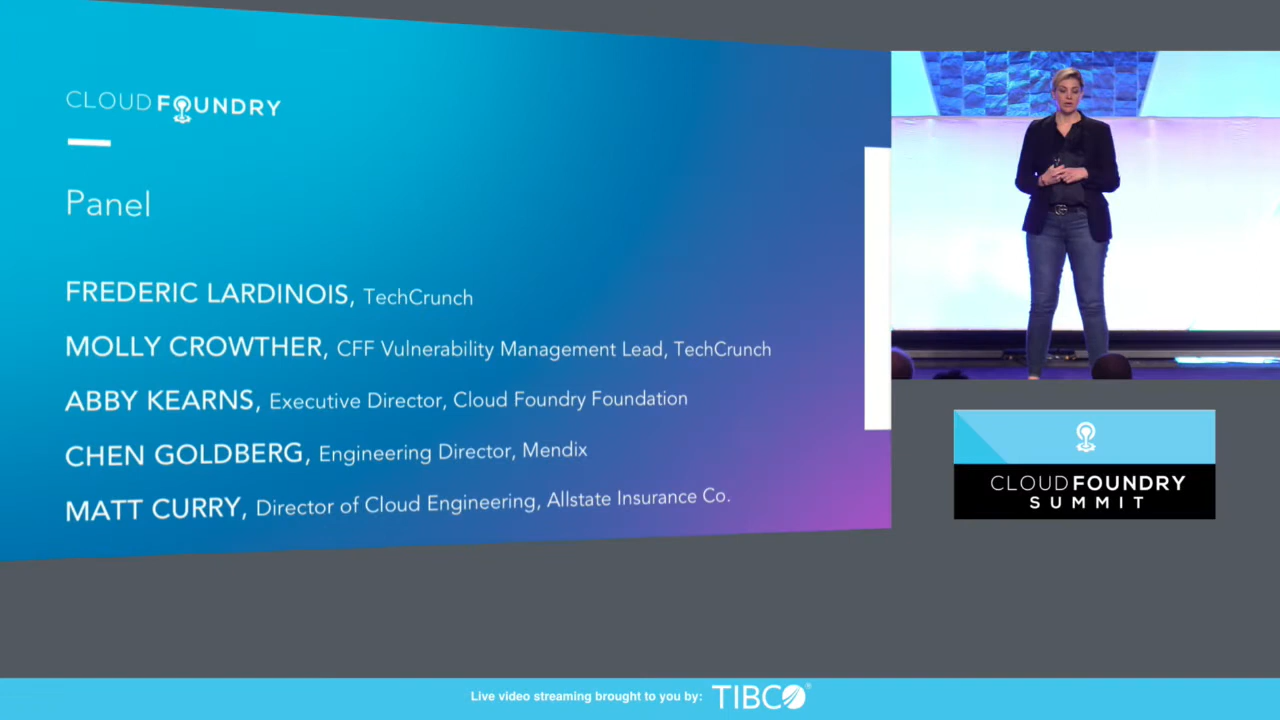 CLOUD FOUNDRY
Panel
FREDERIC LARDINOIS, TechCrunch
MOLLY CROWTHER, CFF Vulnerability Management Lead, TechCrunch
ABBY KEARNS, Executive Director, Cloud Foundry Foundation
CHEN GOLDBERG, Engineering Director, Mendix
MATT CURRY, Director of Cloud Engineering, Allstate Insurance Co.
CLOUD FOUNDRY
SUMMIT
Live video streaming brought to you by: TIBCO®